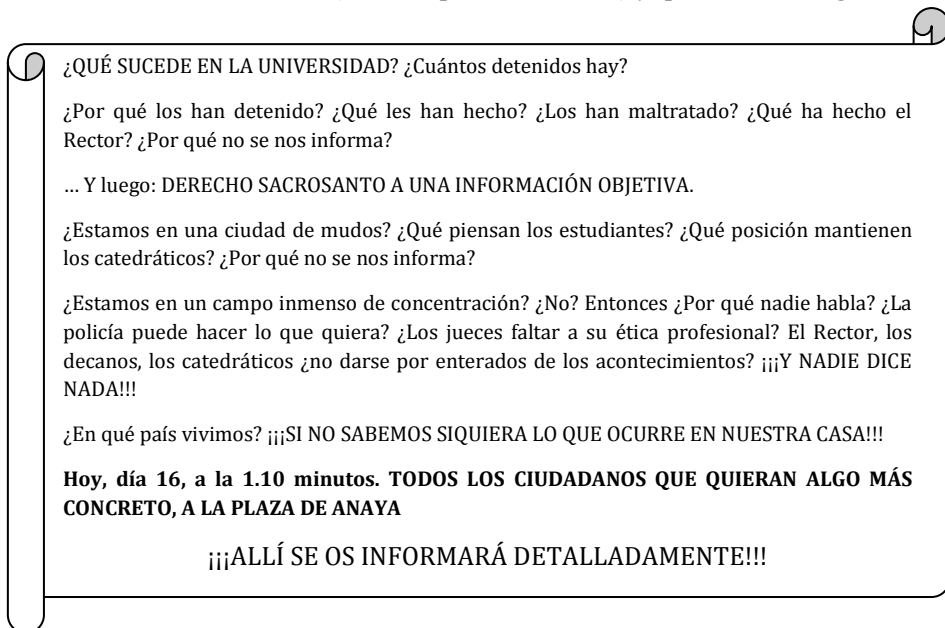 ¿QUÉ SUCEDE EN LA UNIVERSIDAD? ¿Cuántos detenidos hay?
¿Por qué los han detenido? ¿Qué les han hecho? ¿Los han maltratado? ¿Qué ha hecho el
Rector? ¿Por qué no se nos informa?
… Y luego: DERECHO SACROSANTO A UNA INFORMACIÓN OBJETIVA.
¿Estamos en una ciudad de mudos? ¿Qué piensan los estudiantes? ¿Qué posición mantienen
los catedráticos? ¿Por qué no se nos informa?
¿Estamos en un campo inmenso de concentración? ¿No? Entonces ¿Por qué nadie habla? ¿La
policía puede hacer lo que quiera? ¿Los jueces faltar a su ética profesional? El Rector, los
decanos, los catedráticos ¿no darse por enterados de los acontecimientos? ¡¡¡Y NADIE DICE
NADA!!!
¿En qué país vivimos? ¡¡¡SI NO SABEMOS SIQUIERA LO QUE OCURRE EN NUESTRA CASA!!!
Hoy, día 16, a la 1.10 minutos. TODOS LOS CIUDADANOS QUE QUIERAN ALGO MÁS
CONCRETO, A LA PLAZA DE ANAYA
¡¡¡ALLÍ SE OS INFORMARÁ DETALLADAMENTE!!!